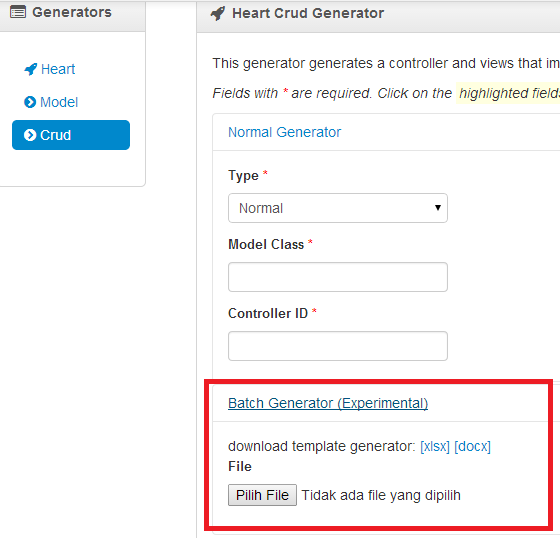 Generators
Heart
Model
Crud
Heart Crud Generator
This generator generates a controller and views that im
Fields with * are required. Click on the highlighted field
Normal Generator
Type *
Normal
Model Class *
Controller ID *
Batch Generator (Experimental)
download template generator: [xlsx] [docx]
File
Pilih File Tidak ada file yang dipilih